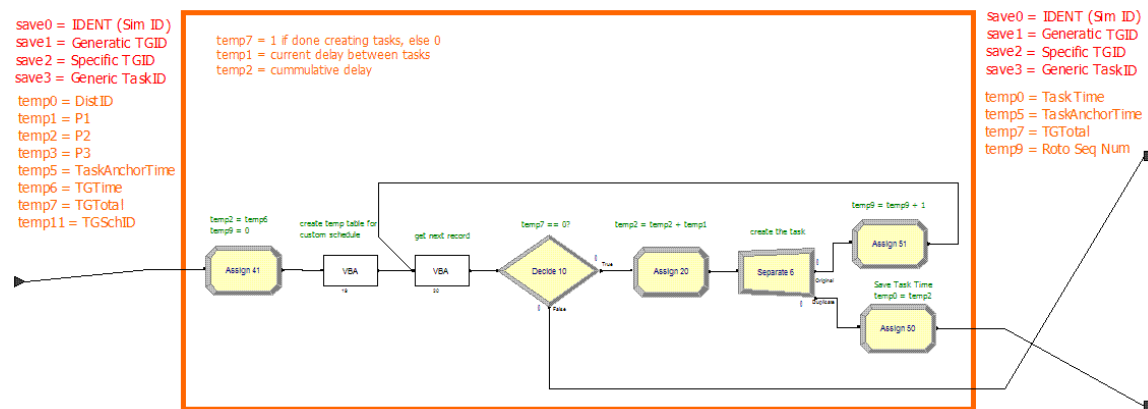 save0 = IDENT (Sim ID)
save1 = Generatic TGID
save2 = Specific TGID
save3 = Generic TaskID
temp0 = DistID
temp1 = P1
temp2 = P2
temp3 = P3
temp5 = TaskAnchorTime
temp6 = TGTime
temp7 = TGTotal
temp11 = TGSchID
temp7 = 1 if done creating tasks, else 0
temp1 = current delay between tasks
temp2 = cummulative delay
temp2 = temp6
temp9 = 0
Assign 41
create temp table for
custom schedule
VBA
get next record
VBA
temp7 == 0?
Decide 10
True
False
temp2 = temp2 + temp1
Assign 20
create the task
Separate 6
Original
Duplicate
temp9 = temp9 + 1
Assign 51
Save Task Time
temp0 = temp2
Assign 50
save0 = IDENT (Sim ID)
save1 = Generatic TGID
save2 = Specific TGID
save3 = Generic TaskID
temp0 = Task Time
temp5 = TaskAnchorTime
temp7 = TGTotal
temp9 = Roto Seq Num